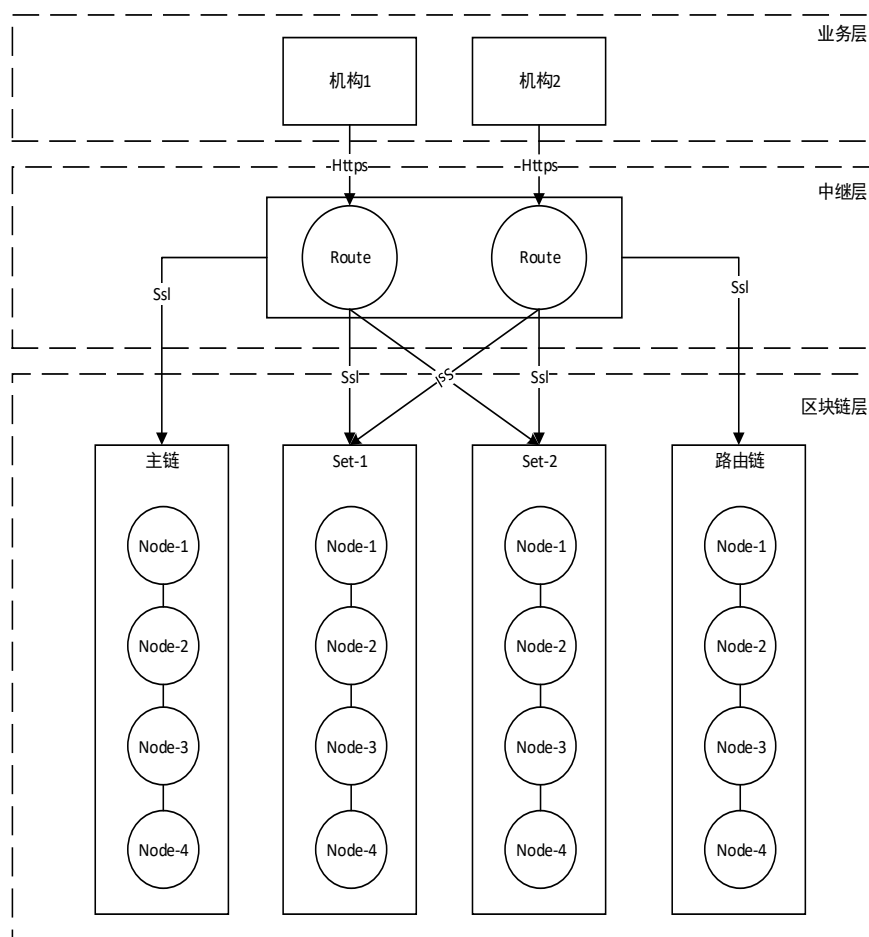 业务层
机构1
机构2
Https
Https
中继层
Route
Route
Ssl
Ssl
Ssl
Ssl
Ssl
区块链层
主链
Set-1
Set-2
路由链
Node-1
Node-1
Node-1
Node-1
Node-2
Node-2
Node-2
Node-2
Node-3
Node-3
Node-3
Node-3
Node-4
Node-4
Node-4
Node-4